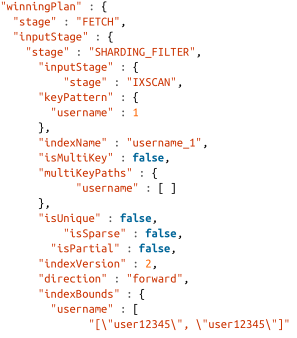 "winningPlan" : {
"stage" : "FETCH",
"inputStage" : {
"stage" : "SHARDING_FILTER",
"inputStage" : {
"stage" : "IXSCAN",
"keyPattern" : {
"username" : 1
},
"indexName" : "username_1",
"isMultiKey" : false,
"multiKeyPaths" : {
"username" : [ ]
},
"isUnique" : false,
"isSparse" : false,
"isPartial" : false,
"indexVersion" : 2,
"direction" : "forward",
"indexBounds" : {
"username" : [
"[\"user12345\", \"user12345\"]"